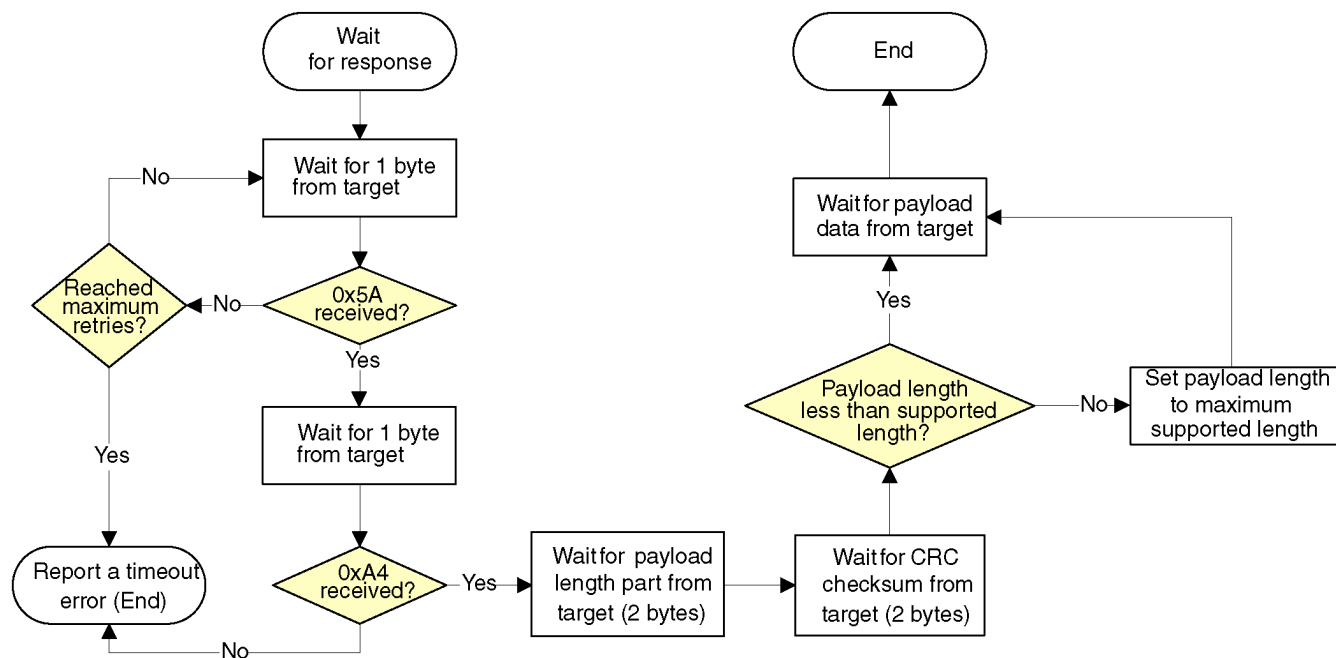 Wait
for response
Wait for 1 byte
from target
No
Reached
maximum
retries?
No
0x5A
received?
Yes
Wait for 1 byte
from target
Yes
Report a timeout
error (End)
0xA4
received?
No
Yes
Wait for payload
length part from
target (2 bytes)
Wait for CRC
checksum from
target (2 bytes)
Payload length
less than supported
length?
No
Set payload length
to maximum
supported length
Yes
Wait for payload
data from target
End